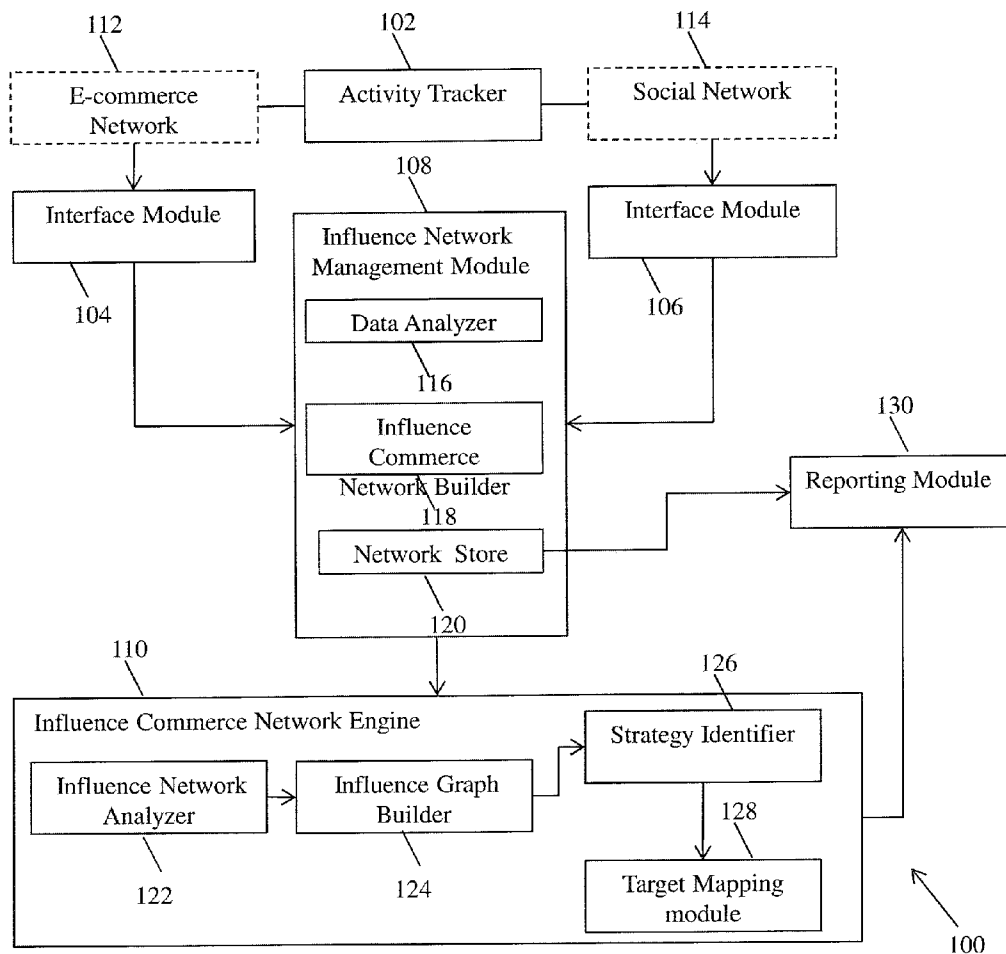 112
102
114
E-commerce
Network
Activity Tracker
Social Network
108
Interface Module
Influence Network
Management Module
Interface Module
104
106
Data Analyzer
116
Influence
Commerce
Network Builder
118
130
Reporting Module
Network Store
120
110
126
Influence Commerce Network Engine
Strategy Identifier
Influence Network
Analyzer
Influence Graph
Builder
122
124
128
Target Mapping
module
100